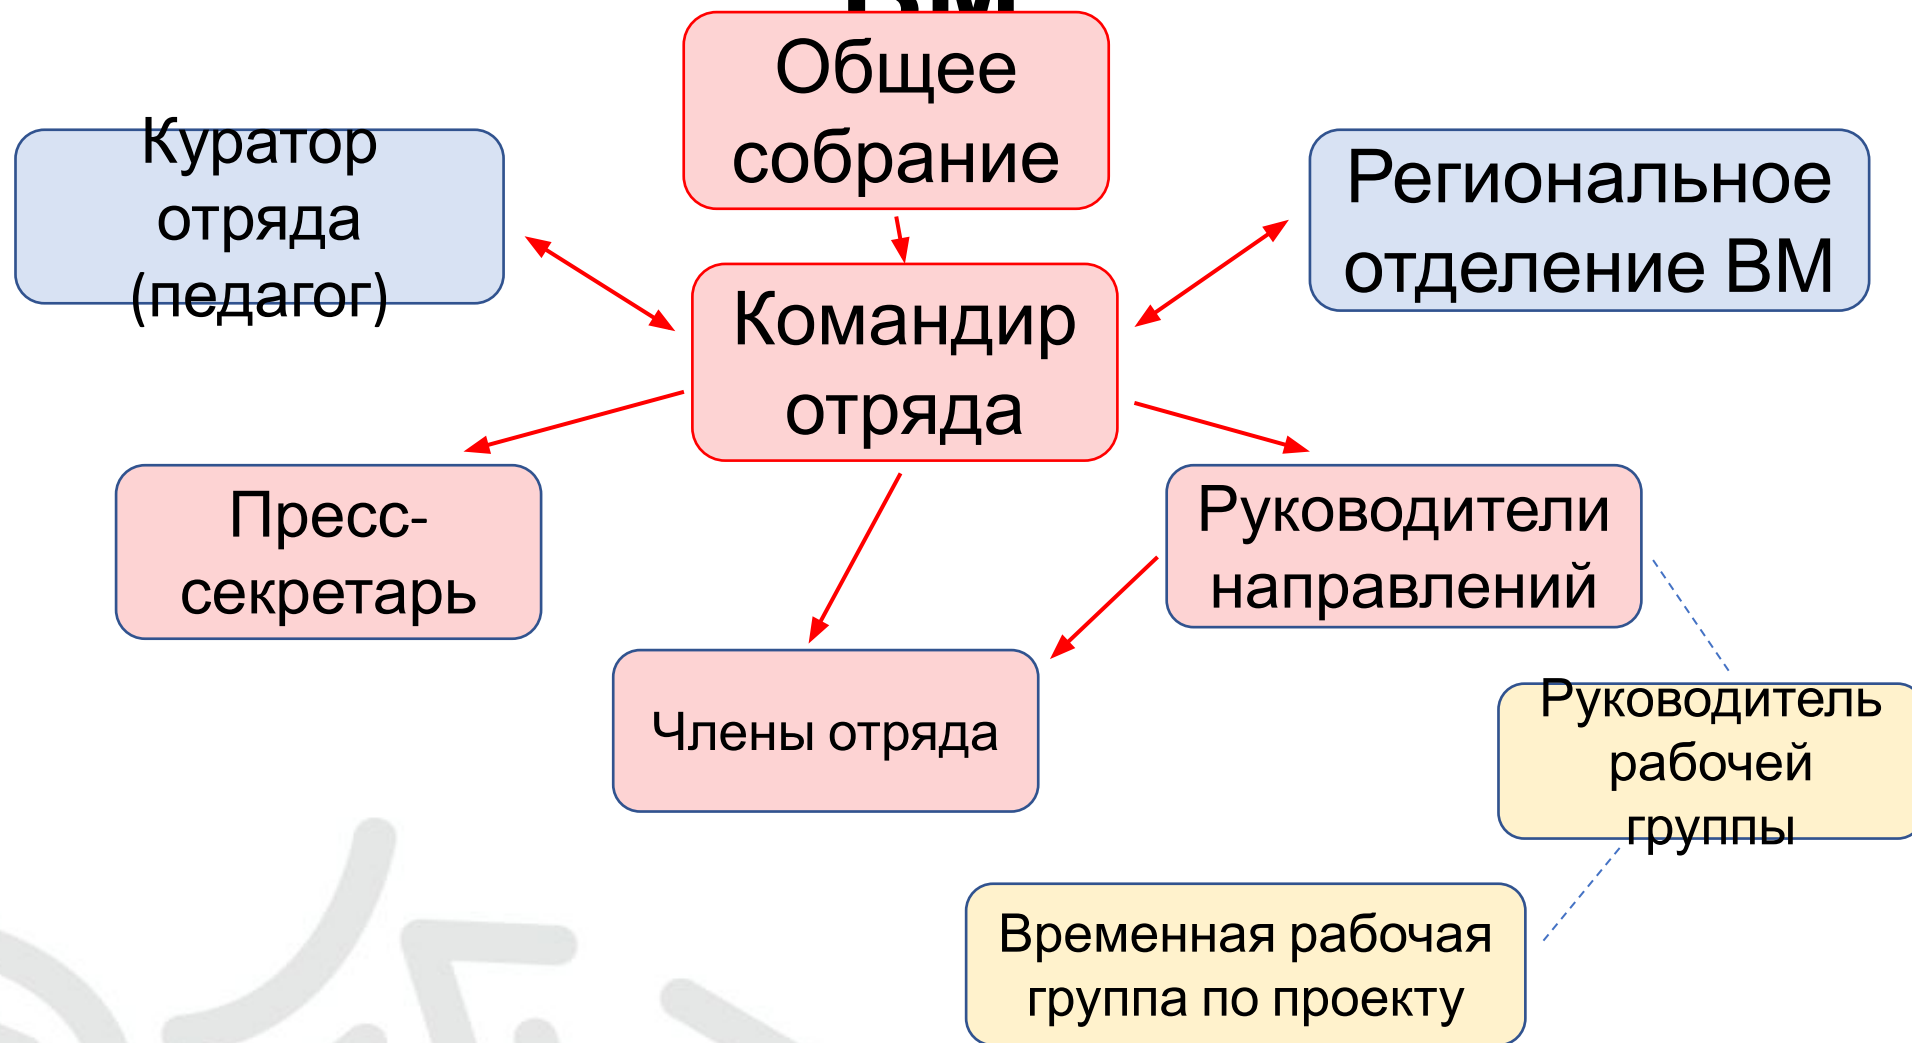 ВМ
Общее
собрание
Куратор
отряда
(педагог)
Региональное
отделение ВМ
Командир
отряда
Пресс-
секретарь
Руководители
направлений
Члены отряда
Руководитель
рабочей
группы
Временная рабочая
группа по проекту